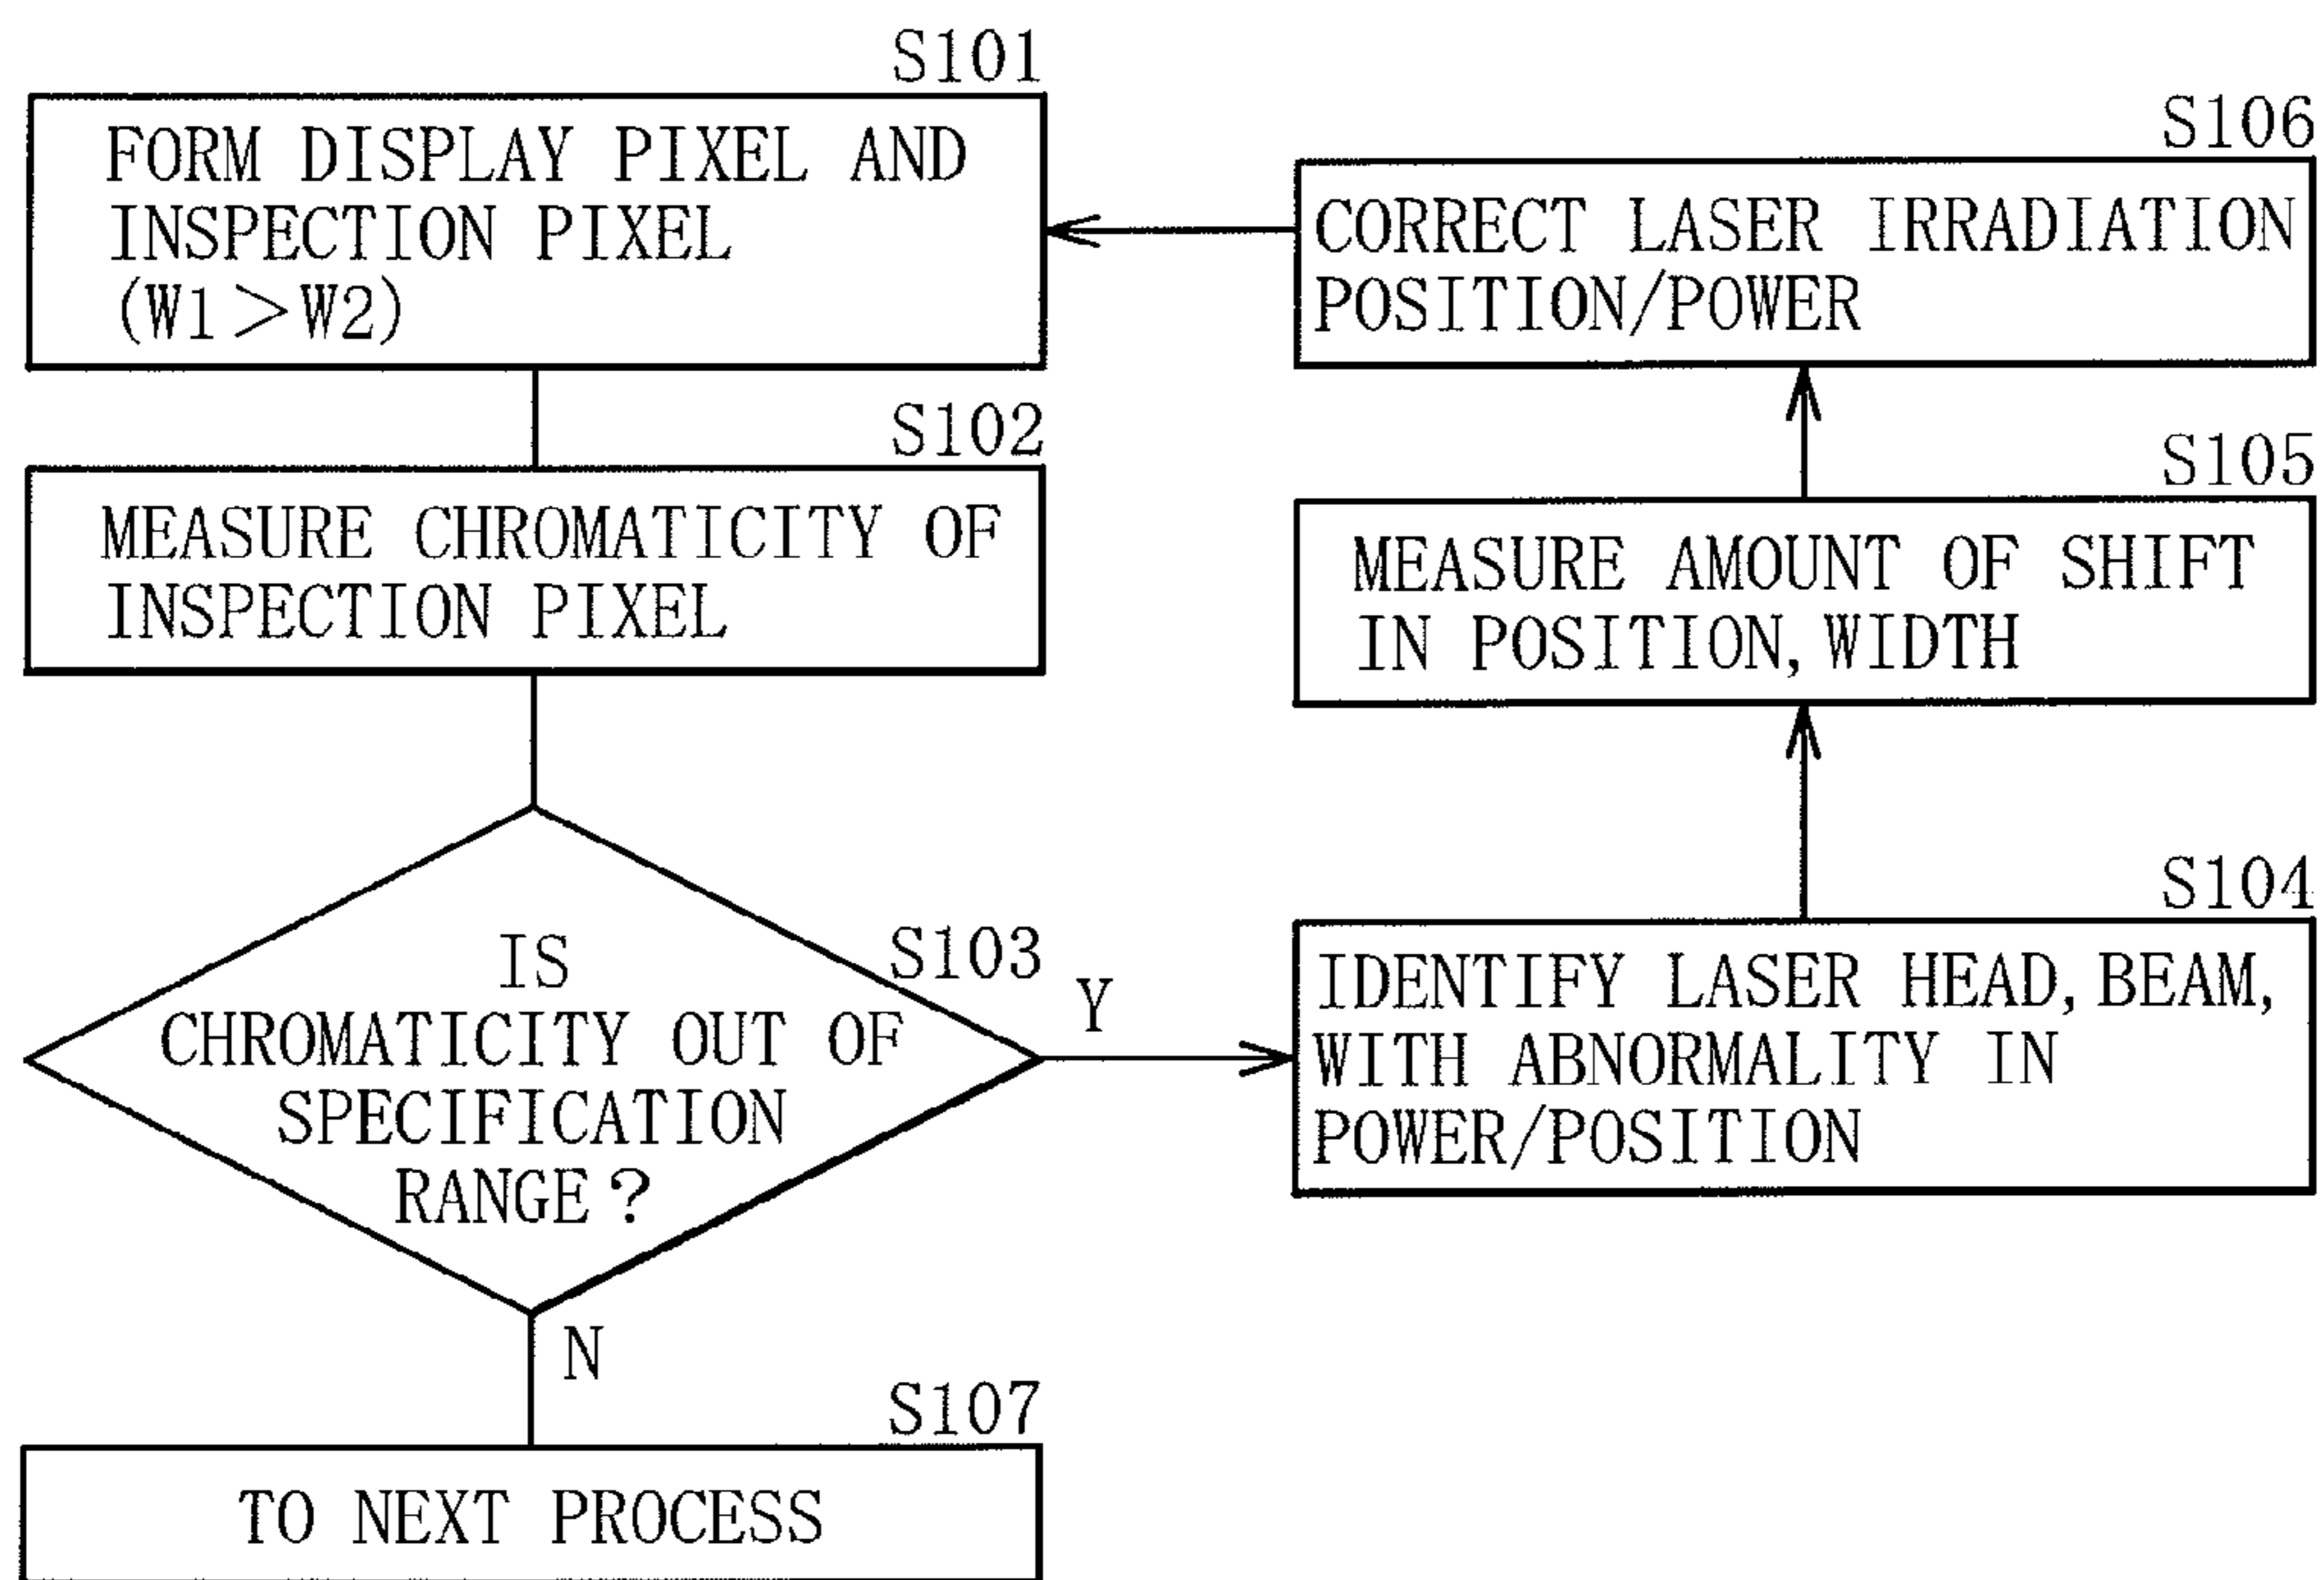 S101
FORM DISPLAY PIXEL AND
INSPECTION PIXEL
(W1>W2)
S102
MEASURE CHROMATICITY OF
INSPECTION PIXEL
S103
IS
CHROMATICITY OUT OF
SPECIFICATION
RANGE?
Y
N
S107
TO NEXT PROCESS
S106
CORRECT LASER IRRADIATION
POSITION/POWER
S105
MEASURE AMOUNT OF SHIFT
IN POSITION, WIDTH
S104
IDENTIFY LASER HEAD, BEAM,
WITH ABNORMALITY IN
POWER/POSITION